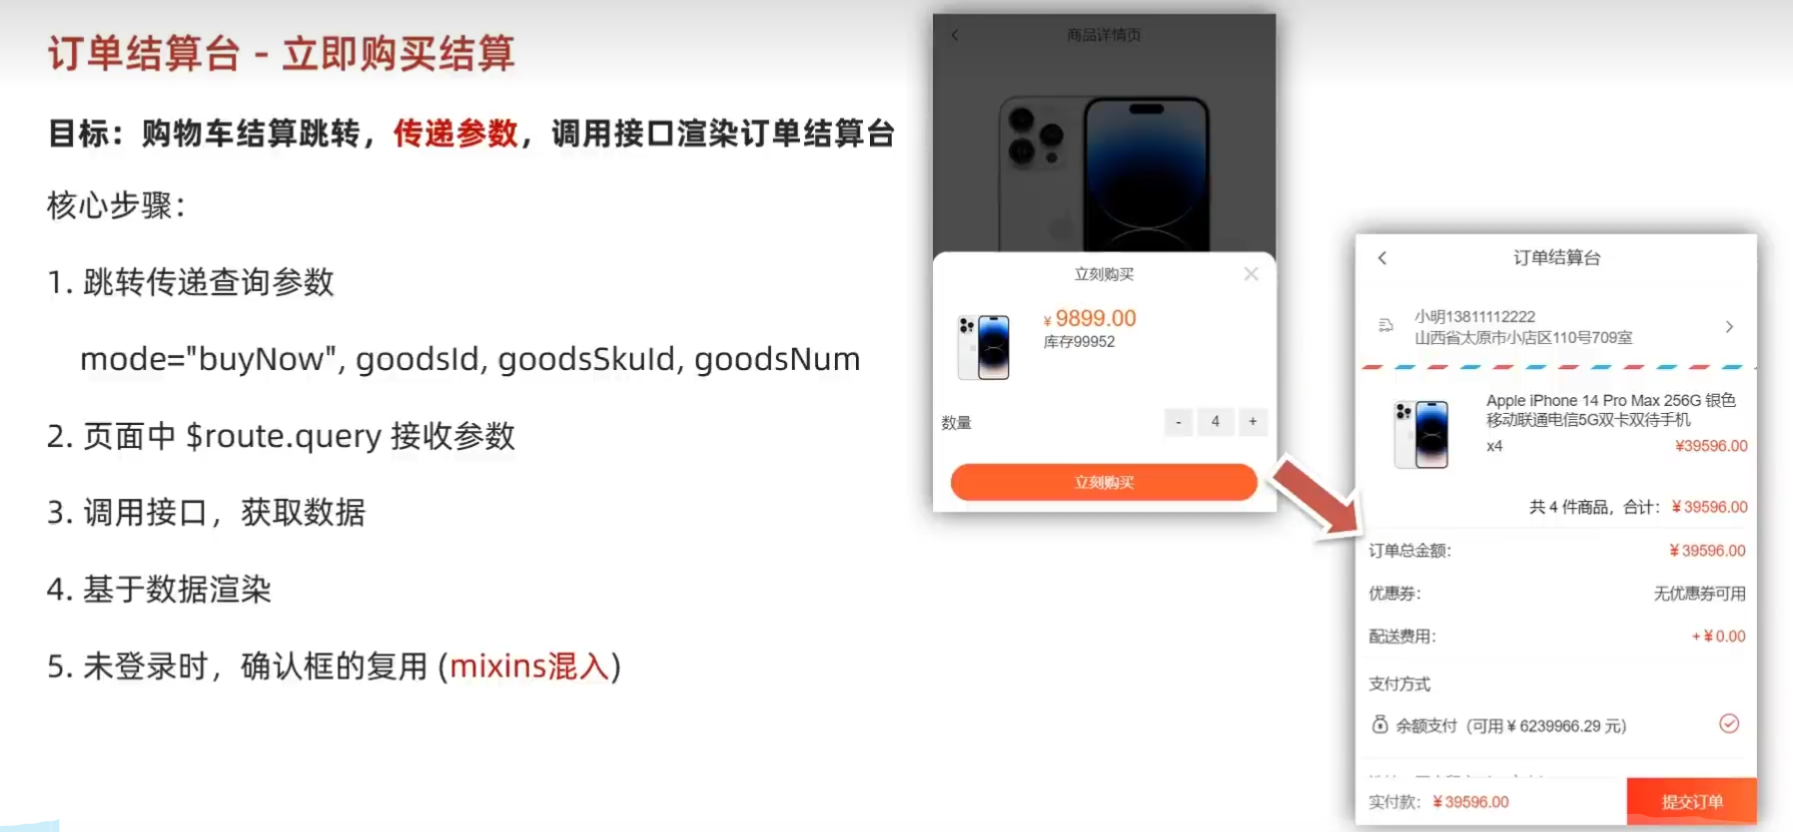 订单结算台 - 立即购买结算
目标：购物车结算跳转，传递参数，调用接口渲染订单结算台
核心步骤：
1. 跳转传递查询参数
mode="buyNow", goodsId, goodsSkuId, goodsNum
2. 页面中 $route.query 接收参数
3. 调用接口，获取数据
4. 基于数据渲染
5. 未登录时，确认框的复用 (mixins混入)
商品详情页
立刻购买
¥ 9899.00
库存99952
数量
- 4 +
立刻购买
订单结算台
小明13811112222
山西省太原市小店区110号709室
Apple iPhone 14 Pro Max 256G 银色
移动联通电信5G双卡双待手机
x4 ¥39596.00
共 4 件商品，合计：¥39596.00
订单总金额： ¥39596.00
优惠券： 无优惠券可用
配送费用： +¥0.00
支付方式
余额支付（可用 ¥ 6239966.29 元）
实付款：¥39596.00
提交订单